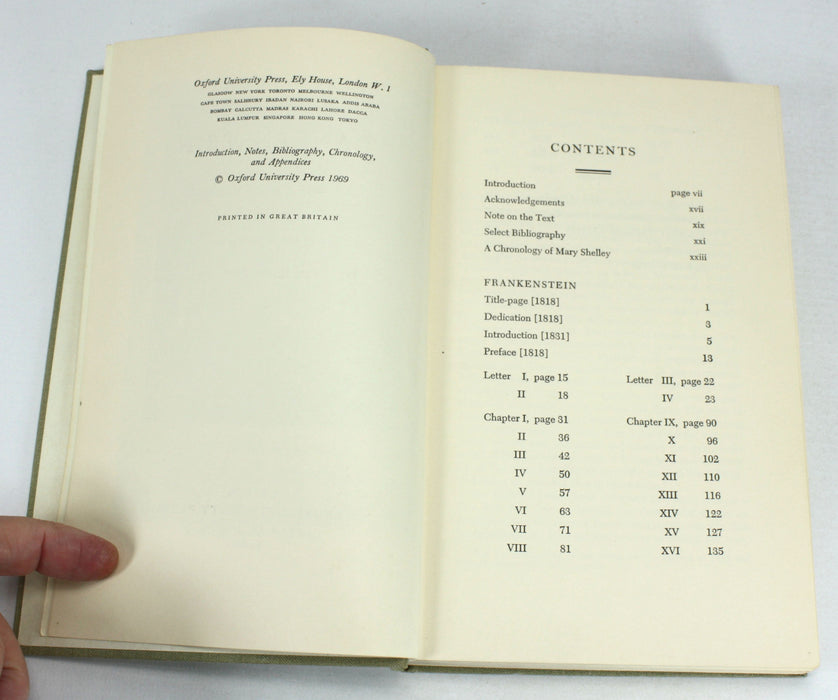 Oxford University Press, Ely House, London W. 1
GLASGOW NEW YORK TORONTO MELBOURNE WELLINGTON
CAPE TOWN SALISBURY IBADAN NAIROBI LUSAKA ADDIS ABABA
BOMBAY CALCUTTA MADRAS KARACHI LAHORE DACCA
KUALA LUMPUR SINGAPORE HONG KONG TOKYO
Introduction, Notes, Bibliography, Chronology,
and Appendices
© Oxford University Press 1969
PRINTED IN GREAT BRITAIN
CONTENTS
Introduction page vii
Acknowledgements xvii
Note on the Text xix
Select Bibliography xxi
A Chronology of Mary Shelley xxiii
FRANKENSTEIN
Title-page [1818] 1
Dedication [1818] 3
Introduction [1831] 5
Preface [1818] 13
Letter I, page 15 Letter III, page 22
II 18 IV 23
Chapter I, page 31 Chapter IX, page 90
II 36 X 96
III 42 XI 102
IV 50 XII 110
V 57 XIII 116
VI 63 XIV 122
VII 71 XV 127
VIII 81 XVI 135